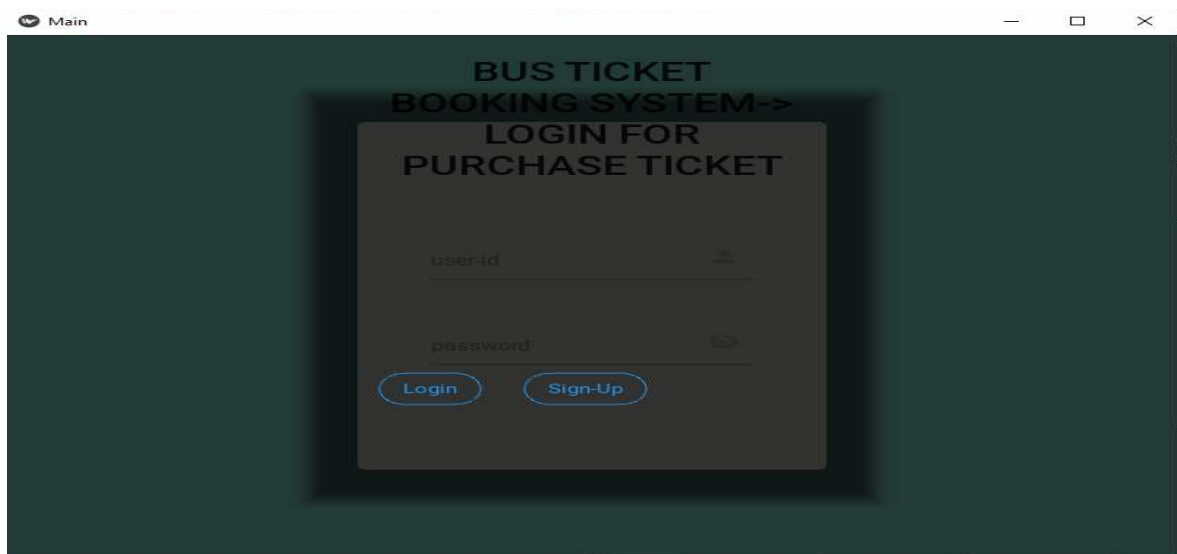 Main
BUS TICKET
BOOKING SYSTEM->
LOGIN FOR
PURCHASE TICKET
user-id
password
Login Sign-Up